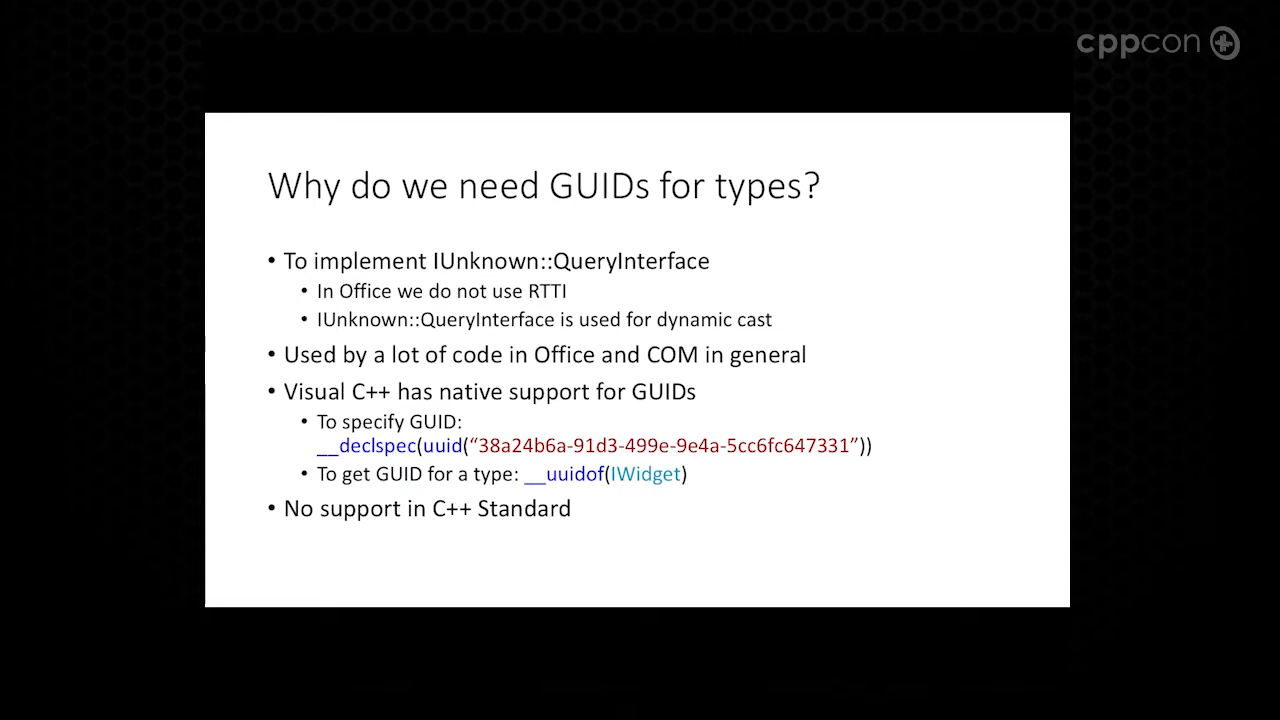 cppcon
Why do we need GUIDs for types?
• To implement IUnknown::QueryInterface
• In Office we do not use RTTI
• IUnknown::QueryInterface is used for dynamic cast
• Used by a lot of code in Office and COM in general
• Visual C++ has native support for GUIDs
• To specify GUID:
__declspec(uuid(“38a24b6a-91d3-499e-9e4a-5cc6fc647331”))
• To get GUID for a type: __uuidof(IWidget)
• No support in C++ Standard